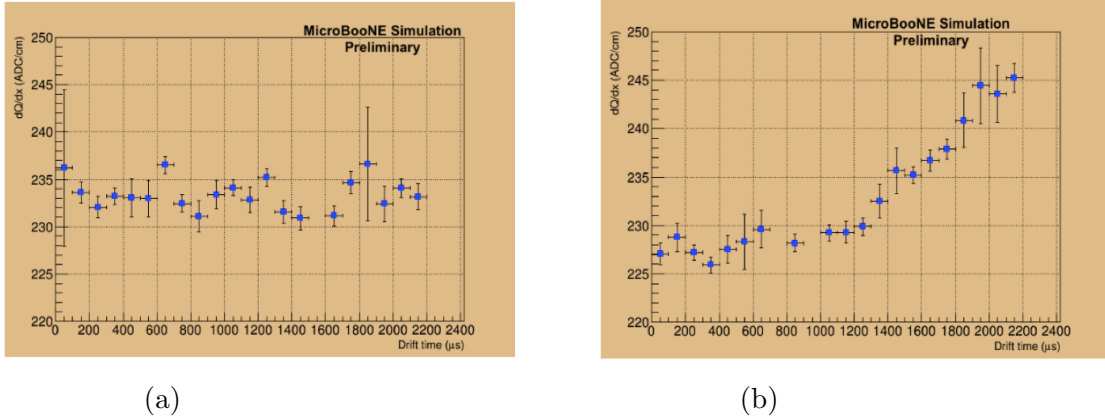 MicroBooNE Simulation
Preliminary
dQ/dx (ADC/cm)
250
245
240
235
230
225
220
0 200 400 600 800 1000 1200 1400 1600 1800 2000 2200 2400
Drift time (μs)
(a)
MicroBooNE Simulation
Preliminary
dQ/dx (ADC/cm)
250
245
240
235
230
225
220
0 200 400 600 800 1000 1200 1400 1600 1800 2000 2200 2400
Drift time (μs)
(b)